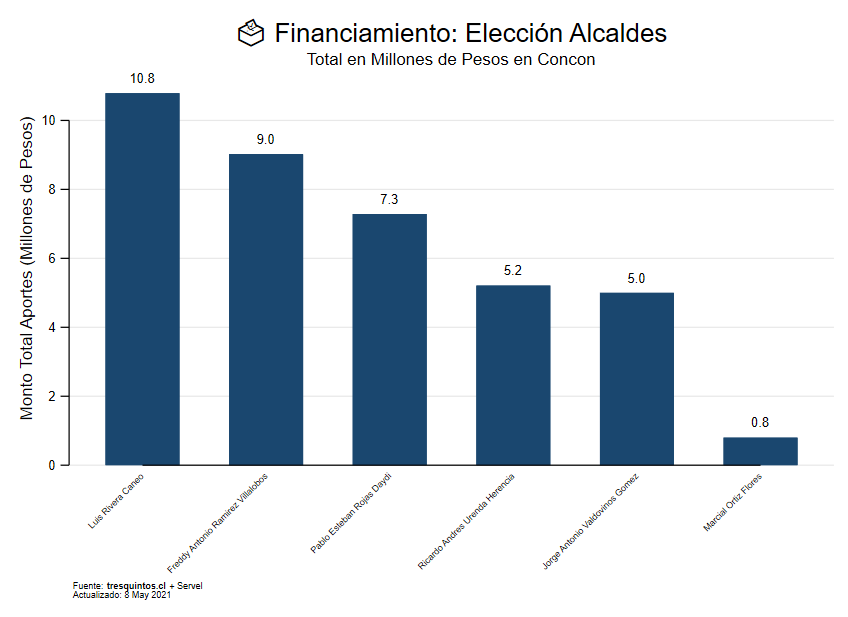 Financiamiento: Elección Alcaldes
Total en Millones de Pesos en Concon
Monto Total Aportes (Millones de Pesos)
10
8
6
4
2
0
10.8
9.0
7.3
5.2
5.0
0.8
Luis Rivera Caneo
Freddy Antonio Ramirez Villalobos
Pablo Esteban Rojas Daydi
Ricardo Andres Urenda Herencia
Jorge Antonio Valdovinos Gomez
Marcial Ortiz Flores
Fuente: tresquintos.cl + Servel
Actualizado: 8 May 2021